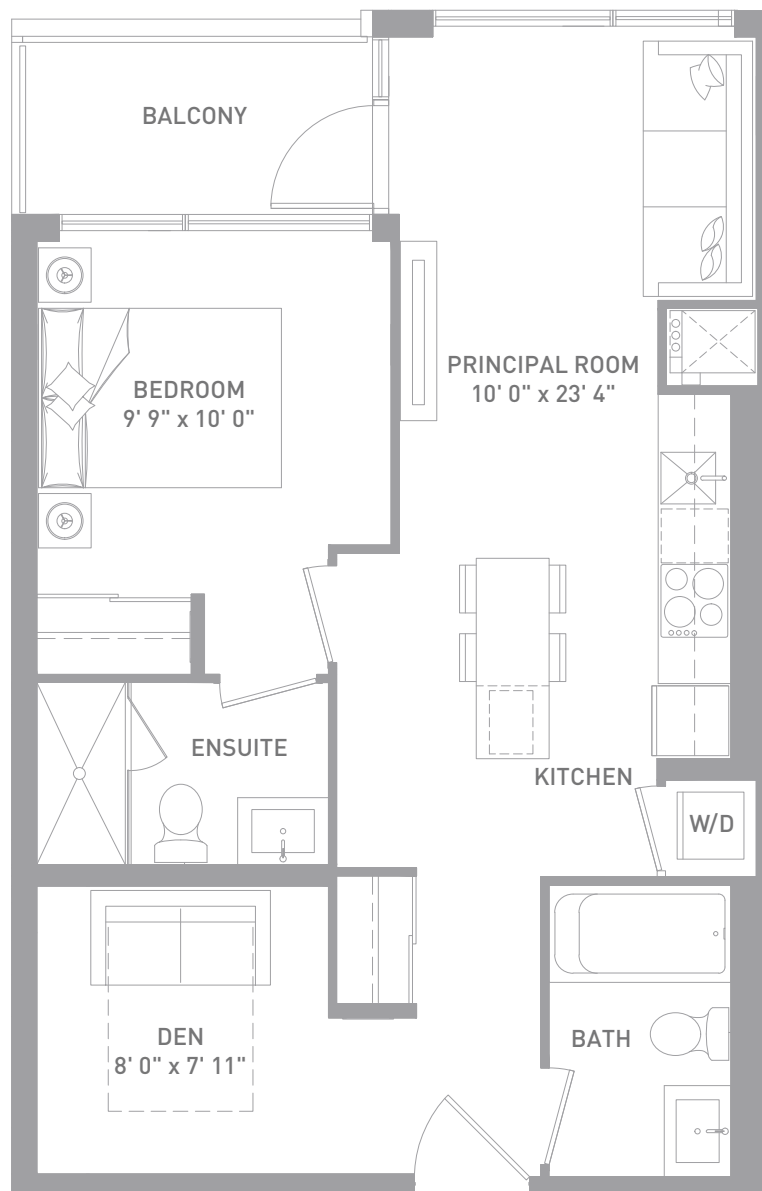 BALCONY
PRINCIPAL ROOM
10' 0" x 23' 4"
BEDROOM
9' 9" x 10' 0"
ENSUITE
KITCHEN
W/D
DEN
8' 0" x 7' 11"
BATH